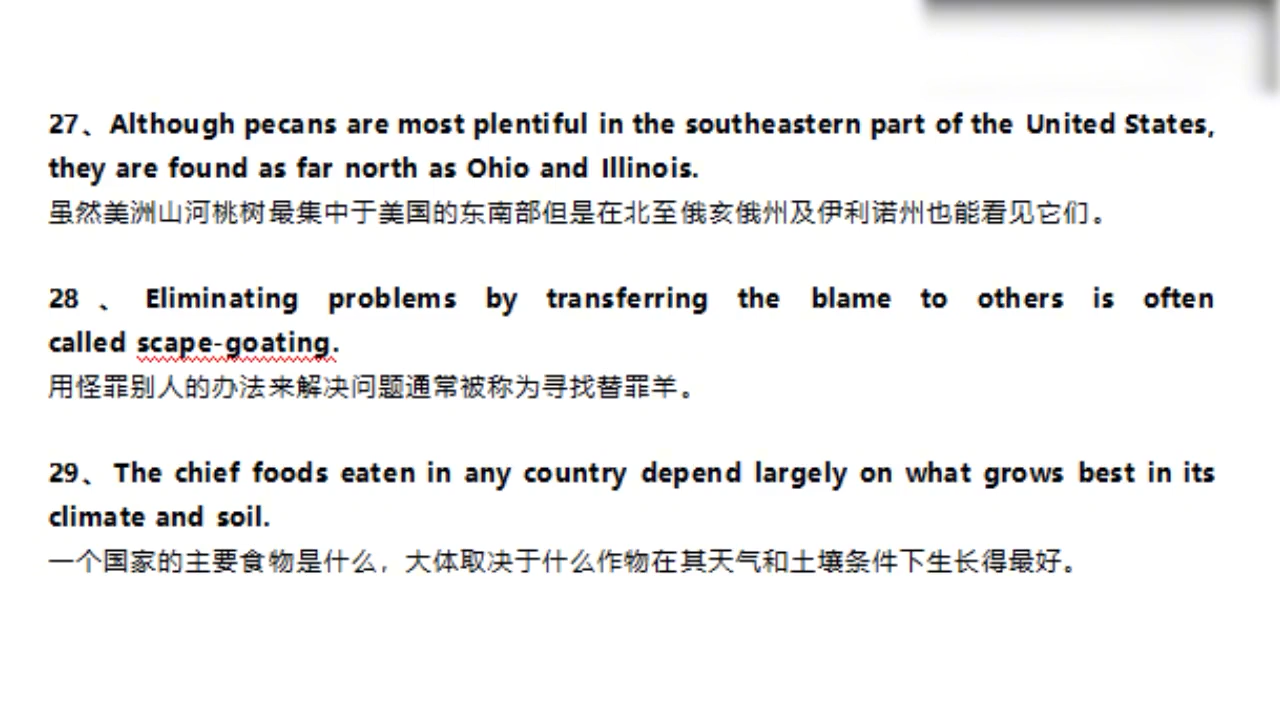 27、Although pecans are most plentiful in the southeastern part of the United States,
they are found as far north as Ohio and Illinois.
虽然美洲山河桃树最集中于美国的东南部但是在北至俄亥俄州及伊利诺州也能看见它们。
28、 Eliminating problems by transferring the blame to others is often
called scape-goating.
用怪罪别人的办法来解决问题通常被称为寻找替罪羊。
29、The chief foods eaten in any country depend largely on what grows best in its
climate and soil.
一个国家的主要食物是什么，大体取决于什么作物在其天气和土壤条件下生长得最好。